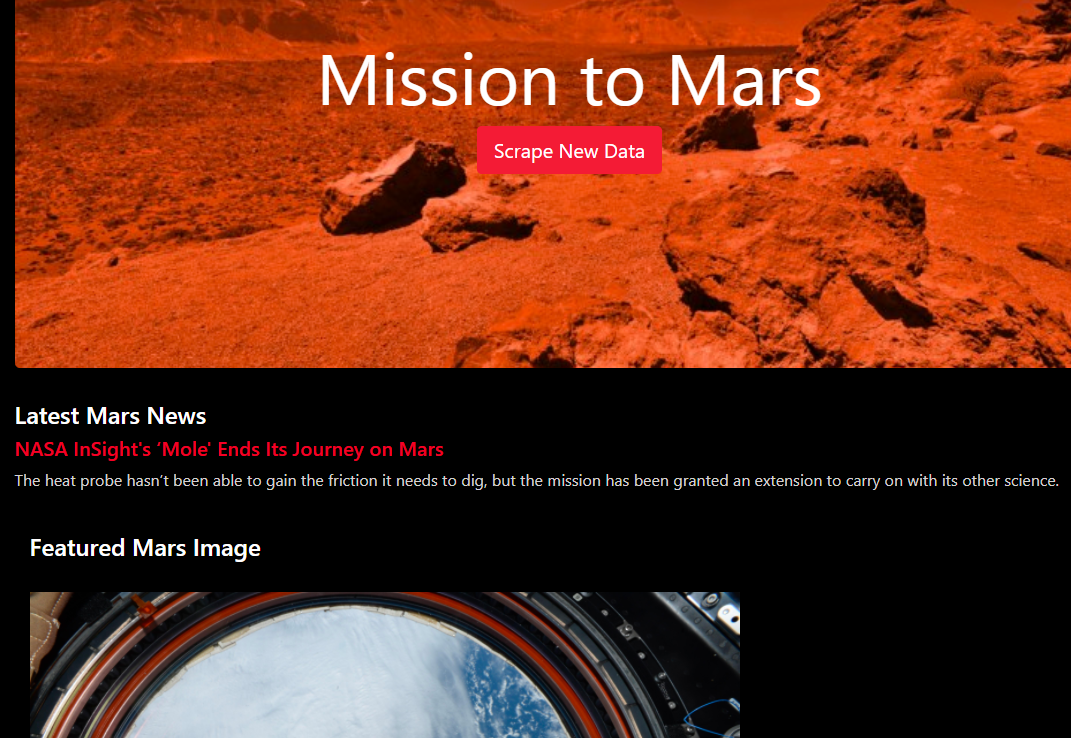 Mission to Mars
Scrape New Data
Latest Mars News
NASA InSight's ‘Mole' Ends Its Journey on Mars
The heat probe hasn’t been able to gain the friction it needs to dig, but the mission has been granted an extension to carry on with its other science.
Featured Mars Image